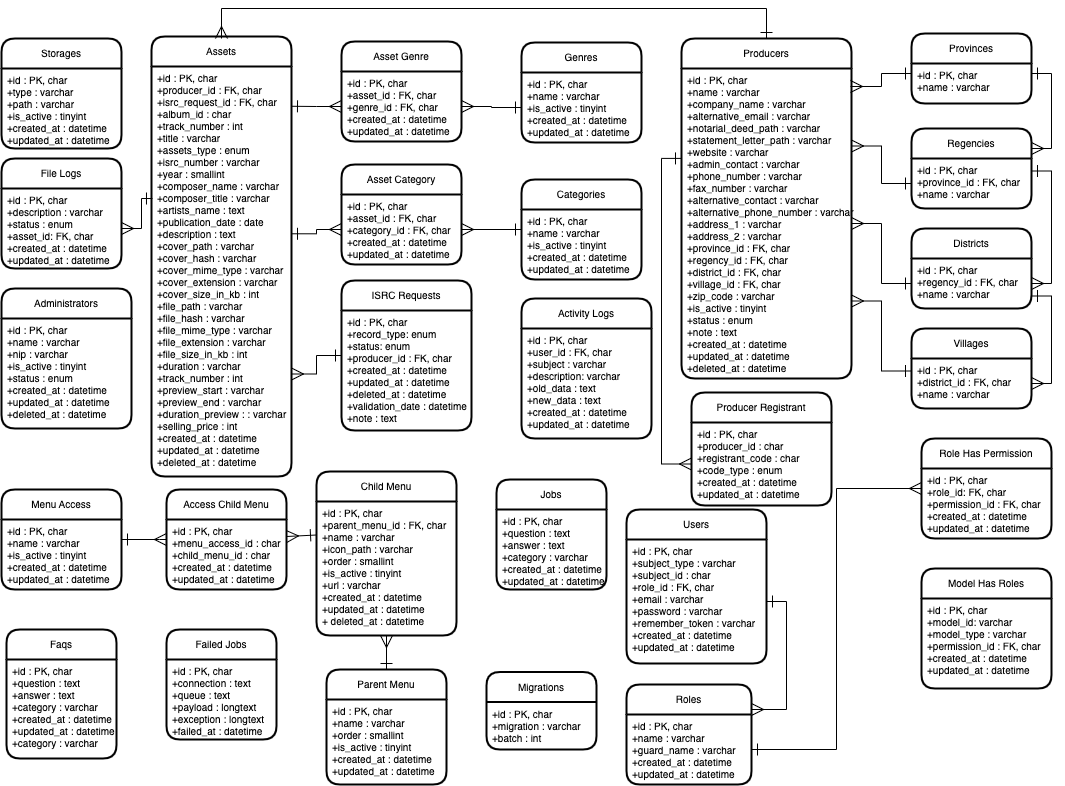 Storages
+id : PK, char
+type : varchar
+path : varchar
+is_active : tinyint
+created_at : datetime
+updated_at : datetime
File Logs
+id : PK, char
+description : varchar
+status : enum
+asset_id: FK, char
+created_at : datetime
+updated_at : datetime
Administrators
+id : PK, char
+name : varchar
+nip : varchar
+is_active : tinyint
+status : enum
+created_at : datetime
+updated_at : datetime
+deleted_at : datetime
Assets
+id : PK, char
+producer_id : FK, char
+isrc_request_id : FK, char
+album_id : char
+track_number : int
+title : varchar
+assets_type : enum
+isrc_number : varchar
+year : smallint
+composer_name : varchar
+composer_title : varchar
+artists_name : text
+publication_date : date
+description : text
+cover_path : varchar
+cover_hash : varchar
+cover_mime_type : varchar
+cover_extension : varchar
+cover_size_in_kb : int
+file_path : varchar
+file_hash : varchar
+file_mime_type : varchar
+file_extension : varchar
+file_size_in_kb : int
+duration : varchar
+track_number : int
+preview_start : varchar
+preview_end : varchar
+duration_preview : : varchar
+selling_price : int
+created_at : datetime
+updated_at : datetime
+deleted_at : datetime
Asset Genre
+id : PK, char
+asset_id : FK, char
+genre_id : FK, char
+created_at : datetime
+updated_at : datetime
Asset Category
+id : PK, char
+asset_id : FK, char
+category_id : FK, char
+created_at : datetime
+updated_at : datetime
ISRC Requests
+id : PK, char
+record_type: enum
+status: enum
+producer_id : FK, char
+created_at : datetime
+updated_at : datetime
+deleted_at : datetime
+validation_date : datetime
+note : text
Genres
+id : PK, char
+name : varchar
+is_active : tinyint
+created_at : datetime
+updated_at : datetime
Categories
+id : PK, char
+name : varchar
+is_active : tinyint
+created_at : datetime
+updated_at : datetime
Activity Logs
+id : PK, char
+user_id : FK, char
+subject : varchar
+description: varchar
+old_data : text
+new_data : text
+created_at : datetime
+updated_at : datetime
Producers
+id : PK, char
+name : varchar
+company_name : varchar
+alternative_email : varchar
+notarial_deed_path : varchar
+statement_letter_path : varchar
+website : varchar
+admin_contact : varchar
+phone_number : varchar
+fax_number : varchar
+alternative_contact : varchar
+alternative_phone_number : varchar
+address_1 : varchar
+address_2 : varchar
+province_id : FK, char
+regency_id : FK, char
+district_id : FK, char
+village_id : FK, char
+zip_code : varchar
+is_active : tinyint
+status : enum
+note : text
+created_at : datetime
+updated_at : datetime
+deleted_at : datetime
Provinces
+id : PK, char
+name : varchar
Regencies
+id : PK, char
+province_id : FK, char
+name : varchar
Districts
+id : PK, char
+regency_id : FK, char
+name : varchar
Villages
+id : PK, char
+district_id : FK, char
+name : varchar
Producer Registrant
+id : PK, char
+producer_id : char
+registrant_code : char
+code_type : enum
+created_at : datetime
+updated_at : datetime
Role Has Permission
+id : PK, char
+role_id: FK, char
+permission_id : FK, char
+created_at : datetime
+updated_at : datetime
Menu Access
+id : PK, char
+name : varchar
+is_active : tinyint
+created_at : datetime
+updated_at : datetime
Access Child Menu
+id : PK, char
+menu_access_id : char
+child_menu_id : char
+created_at : datetime
+updated_at : datetime
Child Menu
+id : PK, char
+parent_menu_id : FK, char
+name : varchar
+icon_path : varchar
+order : smallint
+is_active : tinyint
+url : varchar
+created_at : datetime
+updated_at : datetime
+ deleted_at : datetime
Jobs
+id : PK, char
+question : text
+answer : text
+category : varchar
+created_at : datetime
+updated_at : datetime
Users
+id : PK, char
+subject_type : varchar
+subject_id : char
+role_id : FK, char
+email : varchar
+password : varchar
+remember_token : varchar
+created_at : datetime
+updated_at : datetime
Model Has Roles
+id : PK, char
+model_id: varchar
+model_type : varchar
+permission_id : FK, char
+created_at : datetime
+updated_at : datetime
Faqs
+id : PK, char
+question : text
+answer : text
+category : varchar
+created_at : datetime
+updated_at : datetime
+category : varchar
Failed Jobs
+id : PK, char
+connection : text
+queue : text
+payload : longtext
+exception : longtext
+failed_at : datetime
Parent Menu
+id : PK, char
+name : varchar
+order : smallint
+is_active : tinyint
+created_at : datetime
+updated_at : datetime
Migrations
+id : PK, char
+migration : varchar
+batch : int
Roles
+id : PK, char
+name : varchar
+guard_name : varchar
+created_at : datetime
+updated_at : datetime